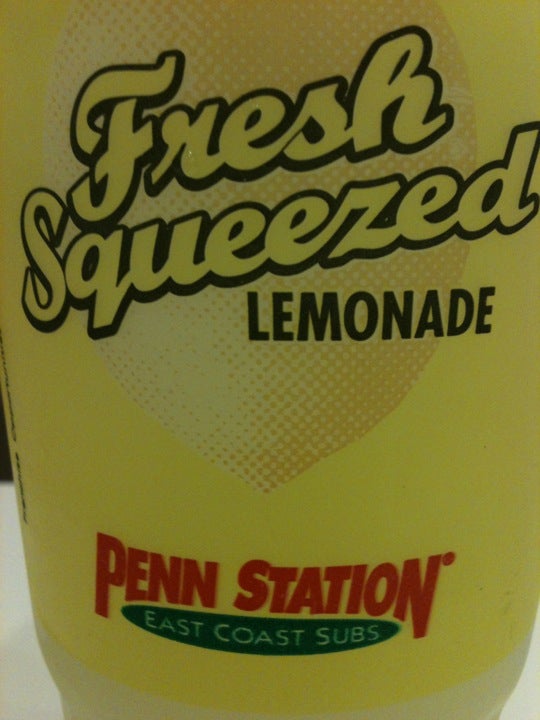 Fresh
Squeezed
LEMONADE
PENN STATION
EAST COAST SUBS